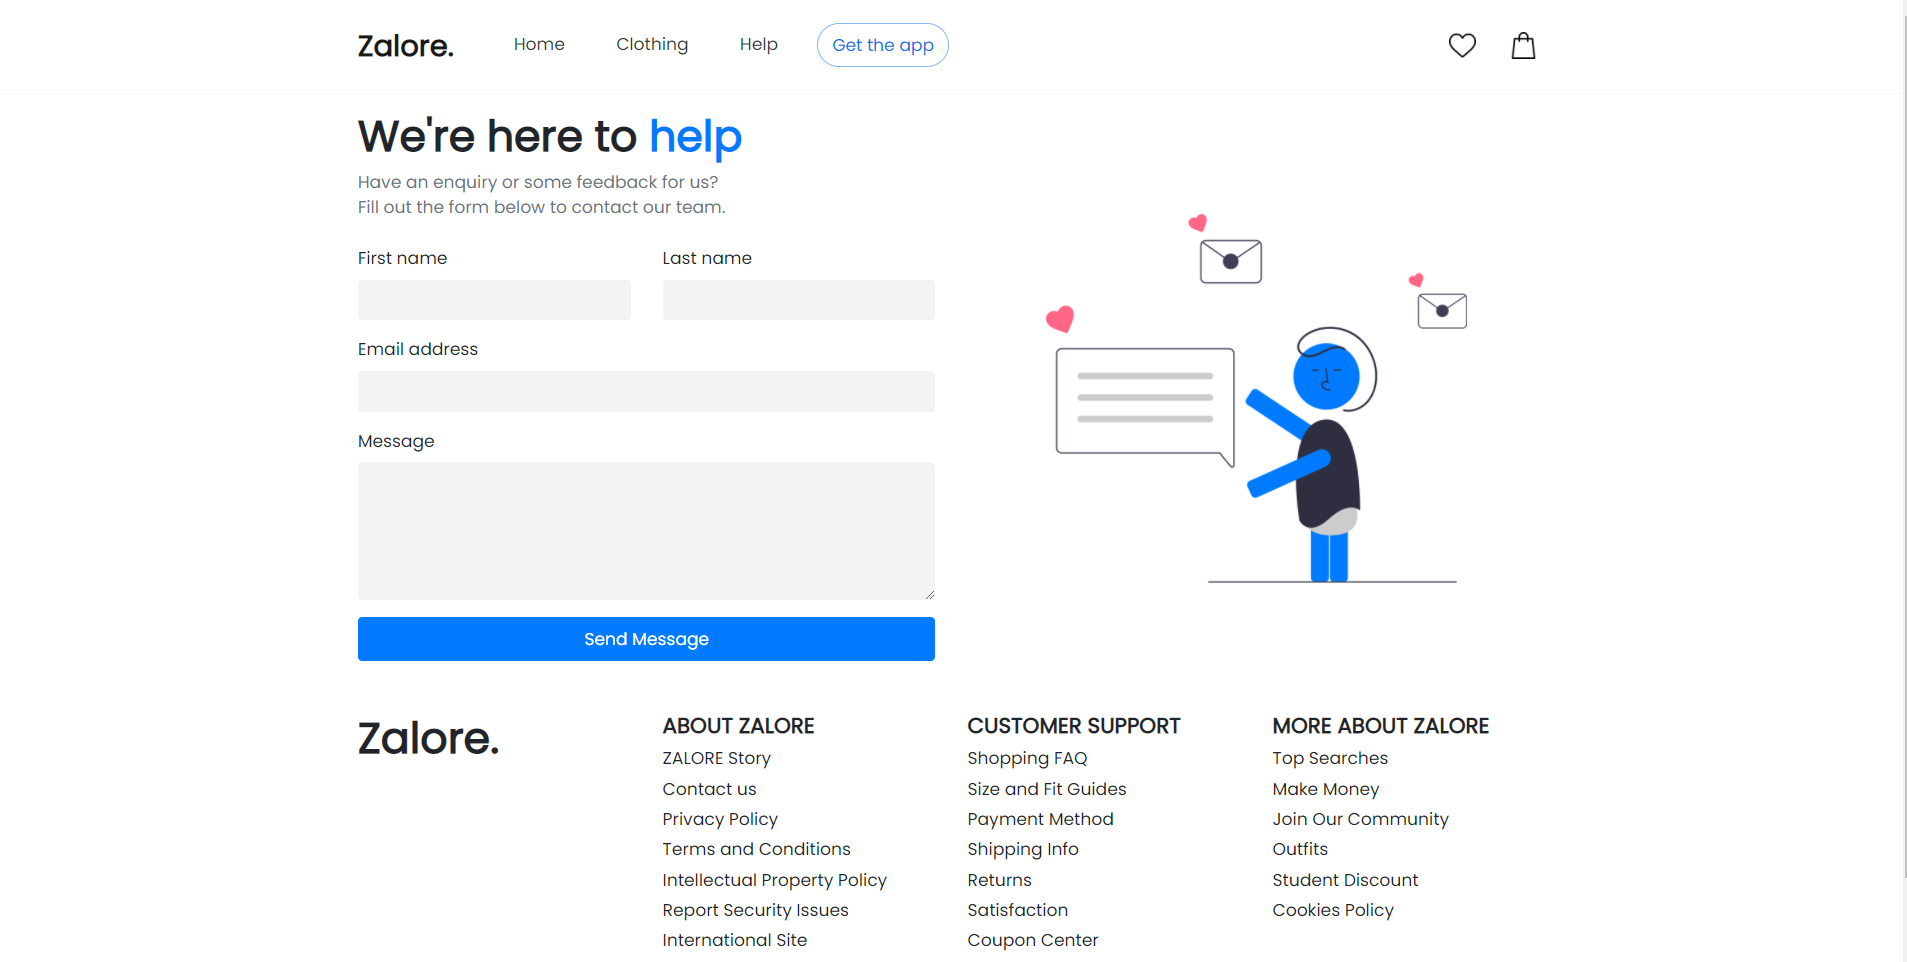 Zalore.
Home
Clothing
Help
Get the app
We're here to help
Have an enquiry or some feedback for us?
Fill out the form below to contact our team.
First name
Last name
Email address
Message
Send Message
Zalore.
ABOUT ZALORE
ZALORE Story
Contact us
Privacy Policy
Terms and Conditions
Intellectual Property Policy
Report Security Issues
International Site
CUSTOMER SUPPORT
Shopping FAQ
Size and Fit Guides
Payment Method
Shipping Info
Returns
Satisfaction
Coupon Center
MORE ABOUT ZALORE
Top Searches
Make Money
Join Our Community
Outfits
Student Discount
Cookies Policy